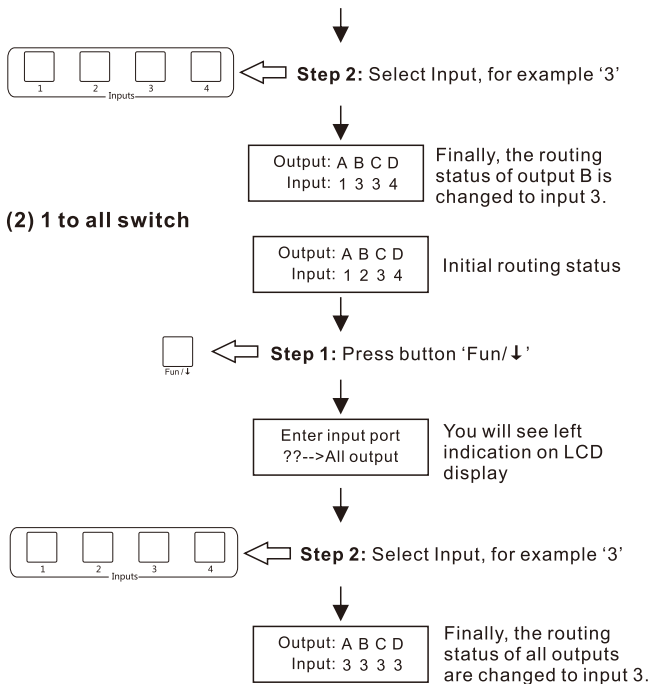 Step 2: Select Input, for example ‘3’
1 2 3 4
Inputs
Output: A B C D
Input: 1 3 3 4
Finally, the routing
status of output B is
changed to input 3.
(2) 1 to all switch
Output: A B C D
Input: 1 2 3 4
Initial routing status
Fun/↓
Step 1: Press button ‘Fun/↓’
Enter input port
??-->All output
You will see left
indication on LCD
display
1 2 3 4
Inputs
Step 2: Select Input, for example ‘3’
Output: A B C D
Input: 3 3 3 3
Finally, the routing
status of all outputs
are changed to input 3.